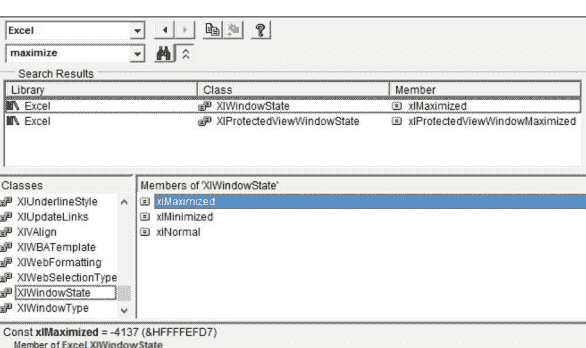 Excel
maximize
Search Results
Library Class Member
Excel XlWindowState xlMaximized
Excel XlProtectedViewWindowState xlProtectedViewWindowMaximized
Classes Members of 'XlWindowState'
XlUnderlineStyle xlMaximized
XlUpdateLinks xlMinimized
XlVAlign xlNormal
XlWBATemplate
XlWebFormatting
XlWebSelectionType
XlWindowState
XlWindowType
Const xlMaximized = -4137 (&HFFFFEFD7)
Member of Excel.XlWindowState